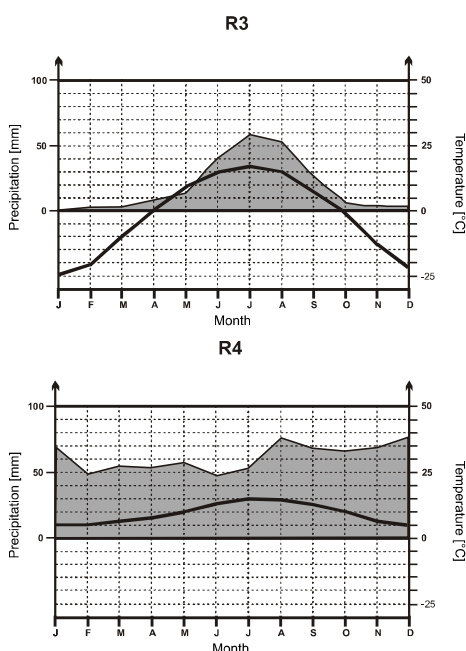 R3
100
50
0
50
25
0
-25
Precipitation [mm]
Temperature [°C]
J F M A M J J A S O N D
Month
R4
100
50
0
50
25
0
-25
Precipitation [mm]
Temperature [°C]
J F M A M J J A S O N D
Month